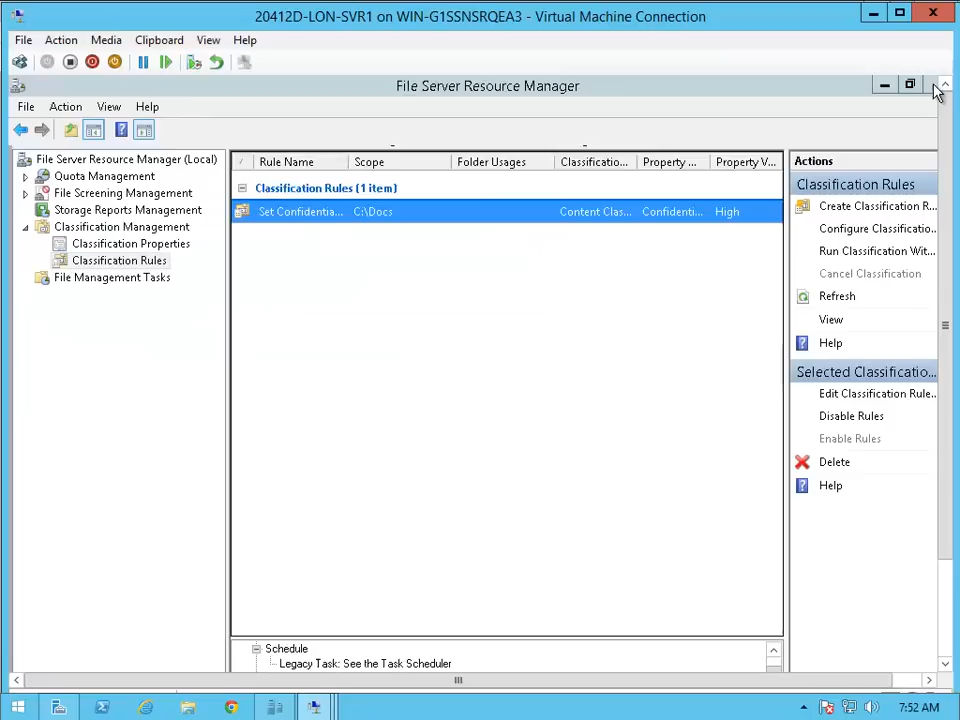 20412D-LON-SVR1 on WIN-G1SSNSRQEA3 - Virtual Machine Connection
File Action Media Clipboard View Help
File Server Resource Manager
File Action View Help
File Server Resource Manager (Local)
Quota Management
File Screening Management
Storage Reports Management
Classification Management
Classification Properties
Classification Rules
File Management Tasks
Rule Name Scope Folder Usages Classificatio... Property ... Property V...
Classification Rules (1 item)
Set Confidentia... C:\Docs Content Clas... Confidenti... High
Schedule
Legacy Task: See the Task Scheduler
Actions
Classification Rules
Create Classification R...
Configure Classificatio...
Run Classification Wit...
Cancel Classification
Refresh
View
Help
Selected Classificatio...
Edit Classification Rule..
Disable Rules
Enable Rules
Delete
Help
7:52 AM